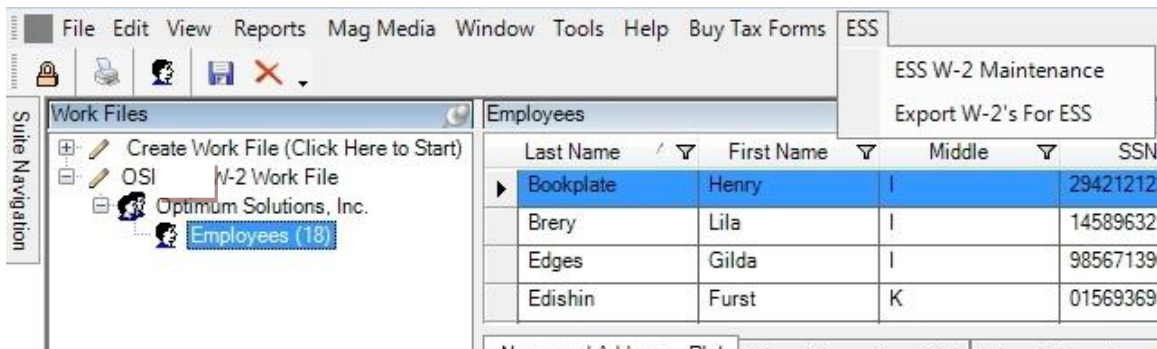 File Edit View Reports Mag Media Window Tools Help Buy Tax Forms ESS
ESS W-2 Maintenance
Export W-2's For ESS
Suite Navigation
Work Files
Create Work File (Click Here to Start)
OSI W-2 Work File
Optimum Solutions, Inc.
Employees (18)
Employees
Last Name First Name Middle SSN
Bookplate Henry I 29421212
Brery Lila I 14589632
Edges Gilda I 98567139
Edishin Furst K 01569369